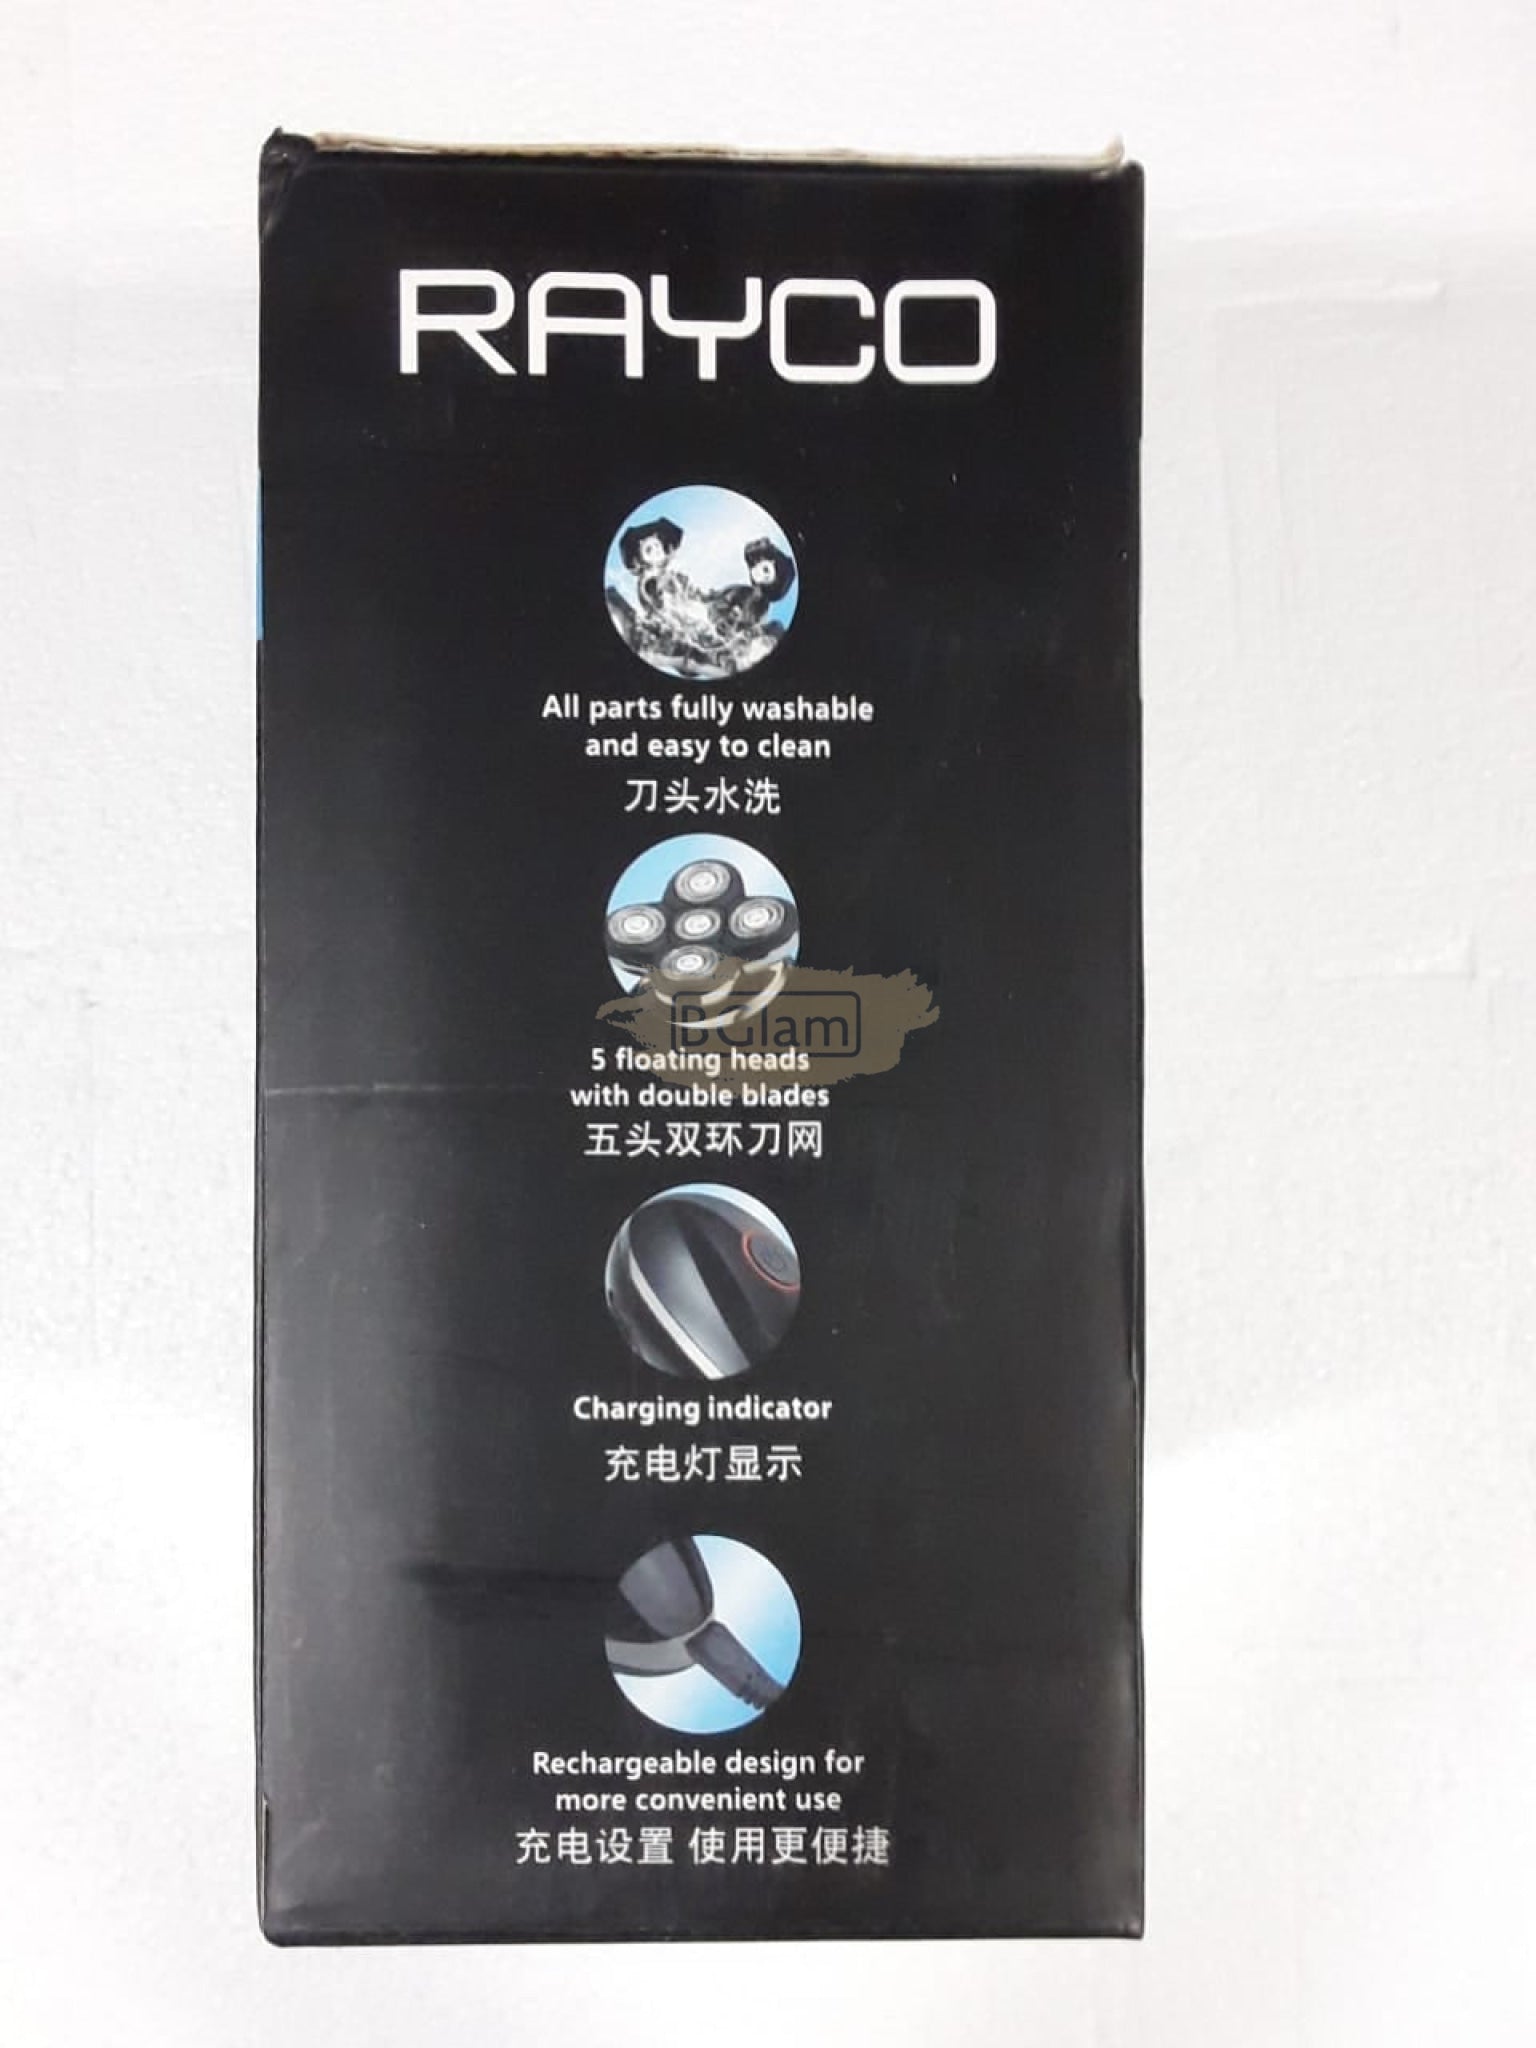 RAYCO
All parts fully washable
and easy to clean
刀头水洗
BGlam
5 floating heads
with double blades
五头双环刀网
Charging indicator
充电灯显示
Rechargeable design for
more convenient use
充电设置 使用更便捷